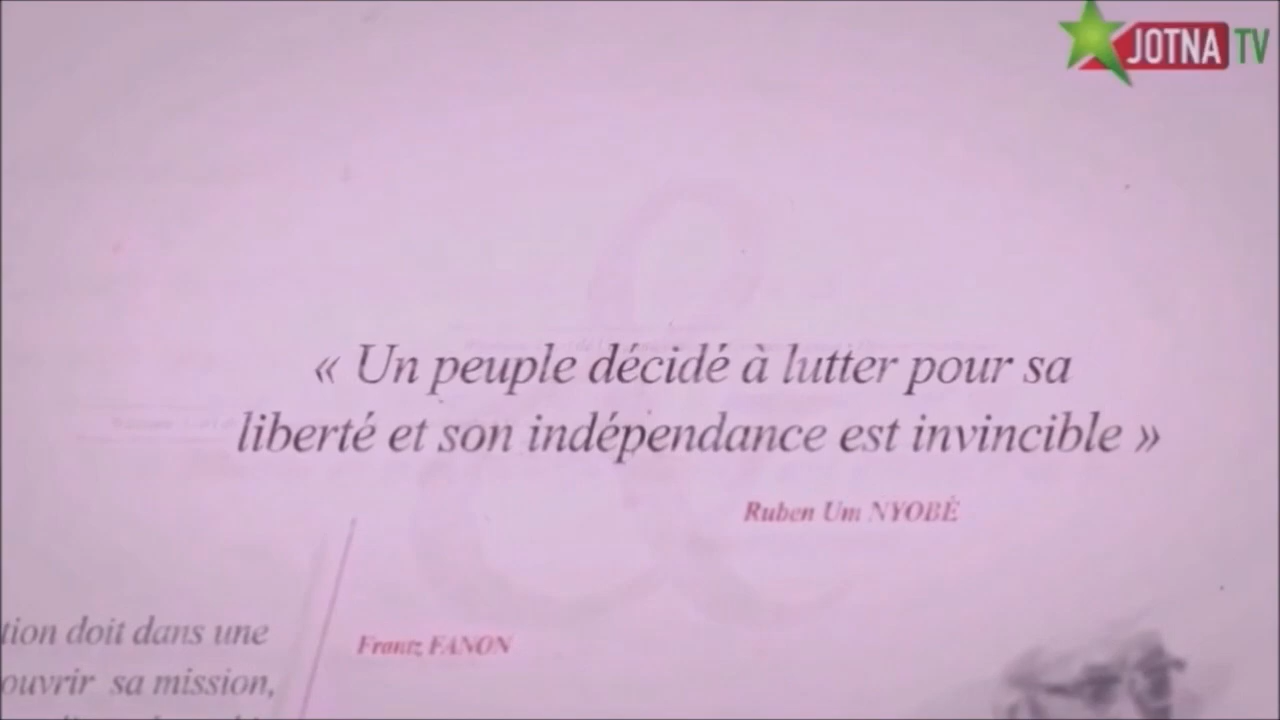 JOTNA TV
« Un peuple décidé à lutter pour sa
liberté et son indépendance est invincible »
Ruben Um NYOBÉ
tion doit dans une
Frantz FANON
ouvrir sa mission,